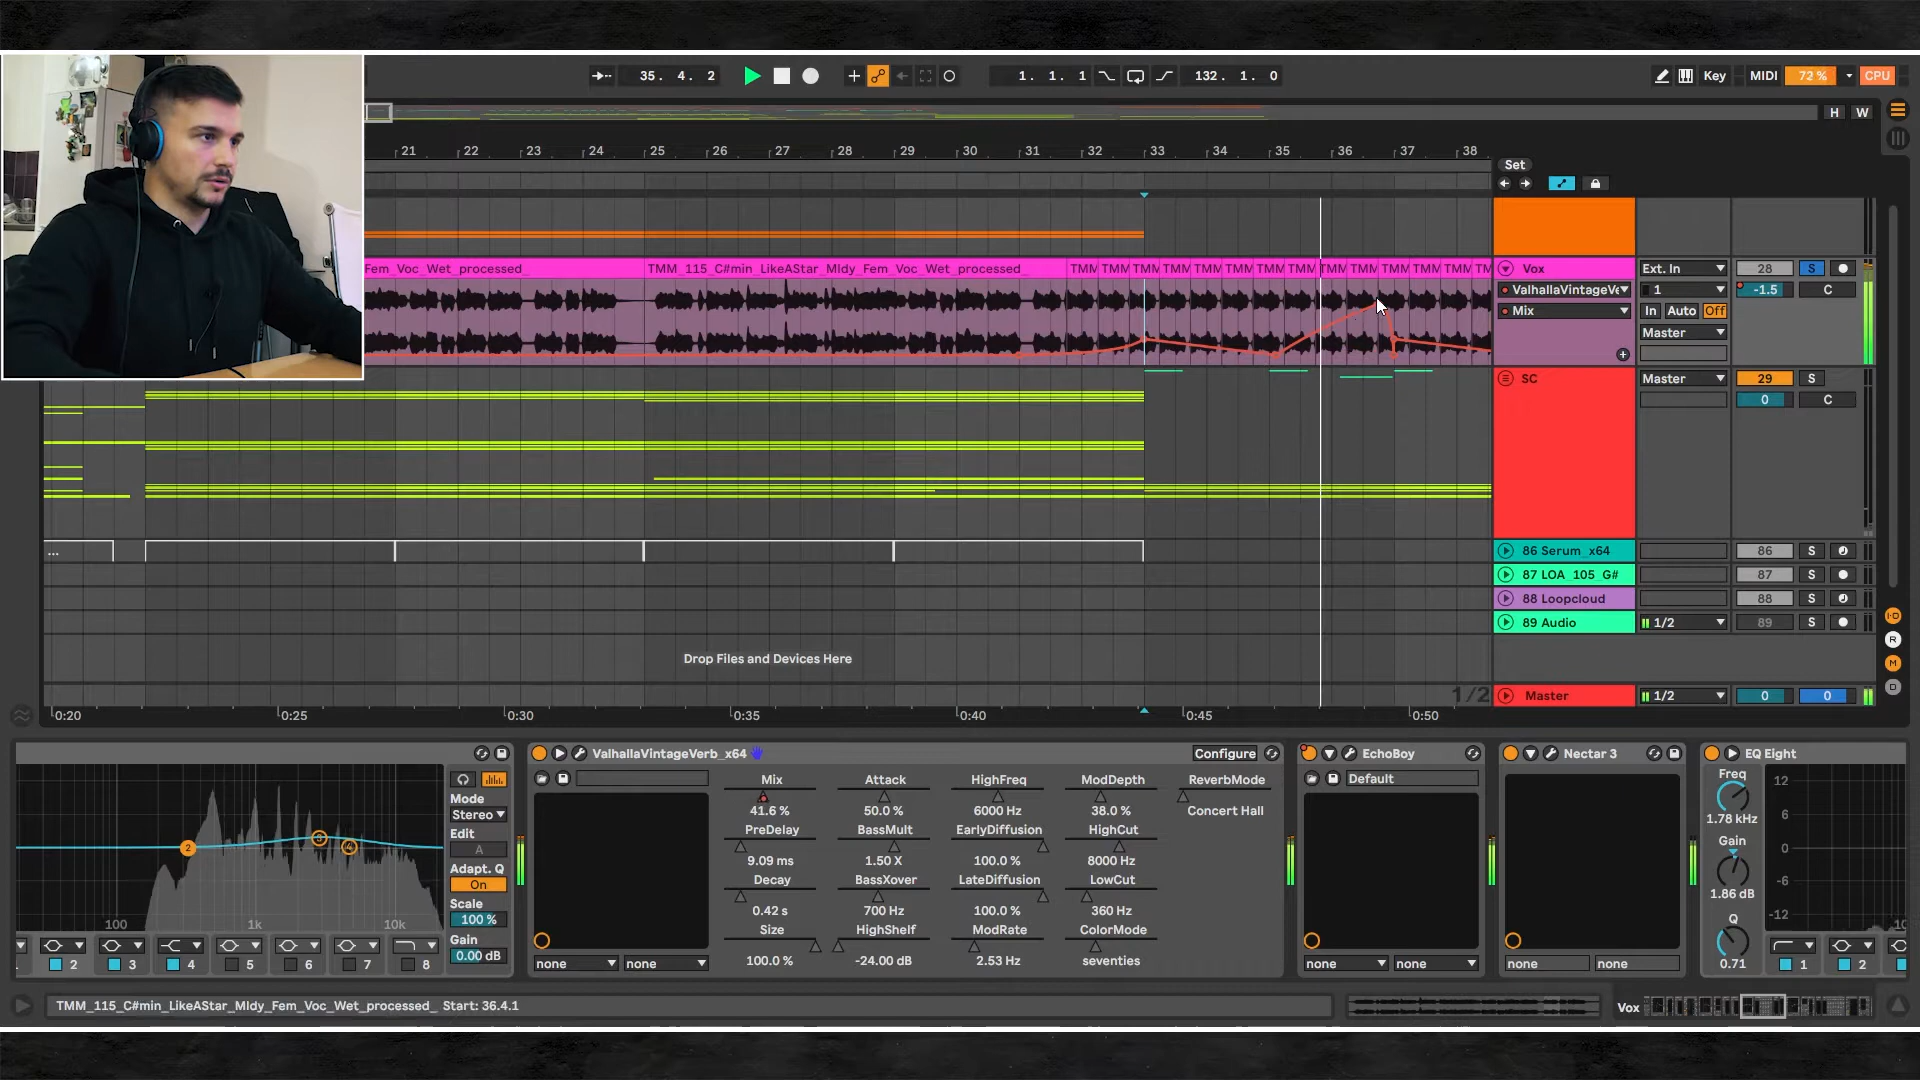 35. 4. 2
1. 1. 1
132. 1. 0
Key
MIDI
72 %
CPU
H
W
21 22 23 24 25 26 27 28 29 30 31 32 33 34 35 36 37 38
Set
Fem_Voc_Wet_processed_
TMM_115_C#min_LikeAStar_Mldy_Fem_Voc_Wet_processed_
TMM TMM TMM TMM TMM TMM TMM TMM TMM TMM TMM TMM TMM TM
Vox
Ext. In
28
S
ValhallaVintageVe
1
-1.5
C
Mix
In
Auto
Off
Master
SC
Master
29
S
0
C
...
86 Serum_x64
86
S
87 LOA_105_G#
87
S
88 Loopcloud
88
S
89 Audio
1/2
89
S
Drop Files and Devices Here
1/2
Master
1/2
0
0
I·O
R
M
D
0:20 0:25 0:30 0:35 0:40 0:45 0:50
Mode
Stereo
Edit
A
Adapt. Q
On
Scale
100 %
Gain
0.00 dB
2
3
4
100
1k
10k
2 3 4 5 6 7 8
ValhallaVintageVerb_x64
Configure
Mix Attack HighFreq ModDepth ReverbMode
41.6 % 50.0 % 6000 Hz 38.0 % Concert Hall
PreDelay BassMult EarlyDiffusion HighCut
9.09 ms 1.50 X 100.0 % 8000 Hz
Decay BassXover LateDiffusion LowCut
0.42 s 700 Hz 100.0 % 360 Hz
Size HighShelf ModRate ColorMode
100.0 % -24.00 dB 2.53 Hz seventies
none
none
EchoBoy
Default
none
none
Nectar 3
none
none
EQ Eight
Freq
1.78 kHz
Gain
1.86 dB
Q
0.71
12
6
0
-6
-12
1
2
TMM_115_C#min_LikeAStar_Mldy_Fem_Voc_Wet_processed_ Start: 36.4.1
Vox